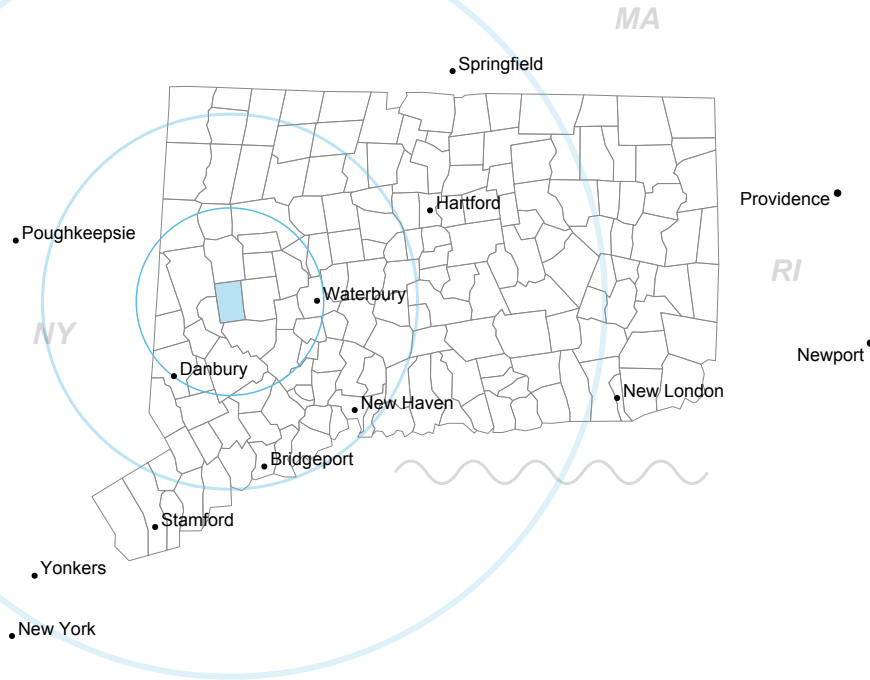 MA
Springfield
Providence
Hartford
Poughkeepsie
RI
Waterbury
NY
Newport
Danbury
New London
New Haven
Bridgeport
Stamford
Yonkers
New York